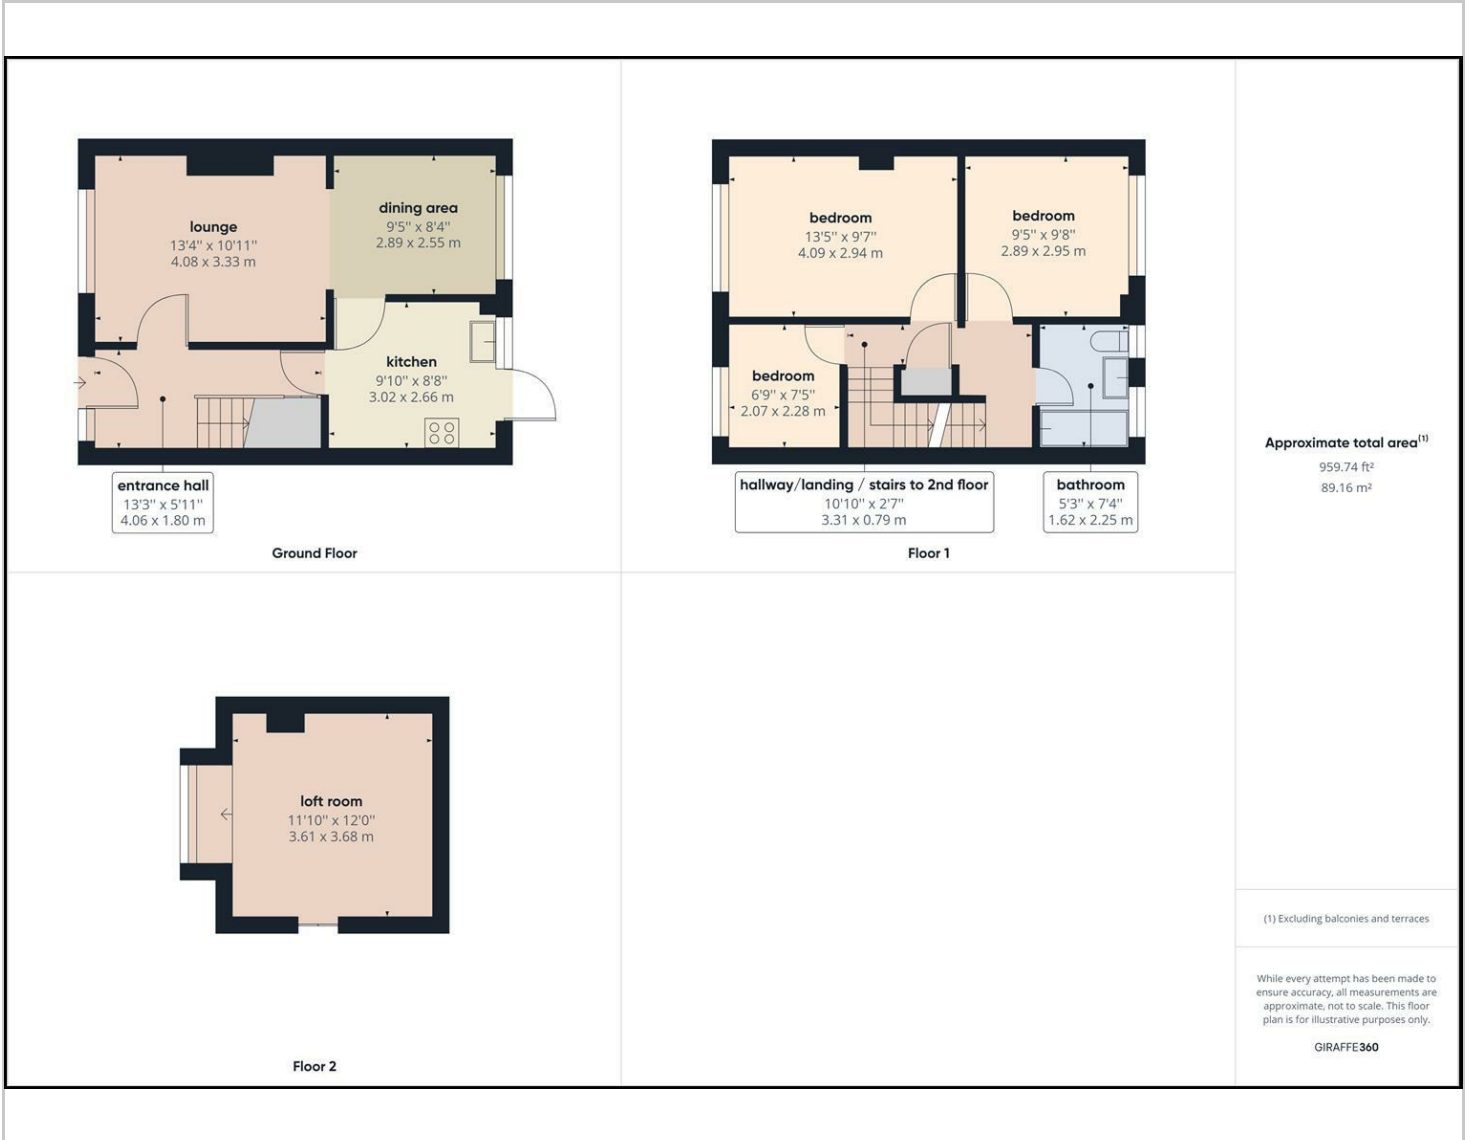 lounge
13'4" x 10'11"
4.08 x 3.33 m
dining area
9'5" x 8'4"
2.89 x 2.55 m
kitchen
9'10" x 8'8"
3.02 x 2.66 m
entrance hall
13'3" x 5'11"
4.06 x 1.80 m
Ground Floor
bedroom
13'5" x 9'7"
4.09 x 2.94 m
bedroom
9'5" x 9'8"
2.89 x 2.95 m
bedroom
6'9" x 7'5"
2.07 x 2.28 m
hallway/landing / stairs to 2nd floor
10'10" x 2'7"
3.31 x 0.79 m
bathroom
5'3" x 7'4"
1.62 x 2.25 m
Floor 1
loft room
11'10" x 12'0"
3.61 x 3.68 m
Floor 2
Approximate total area(1)
959.74 ft²
89.16 m²
(1) Excluding balconies and terraces
While every attempt has been made to
ensure accuracy, all measurements are
approximate, not to scale. This floor
plan is for illustrative purposes only.
GIRAFFE360